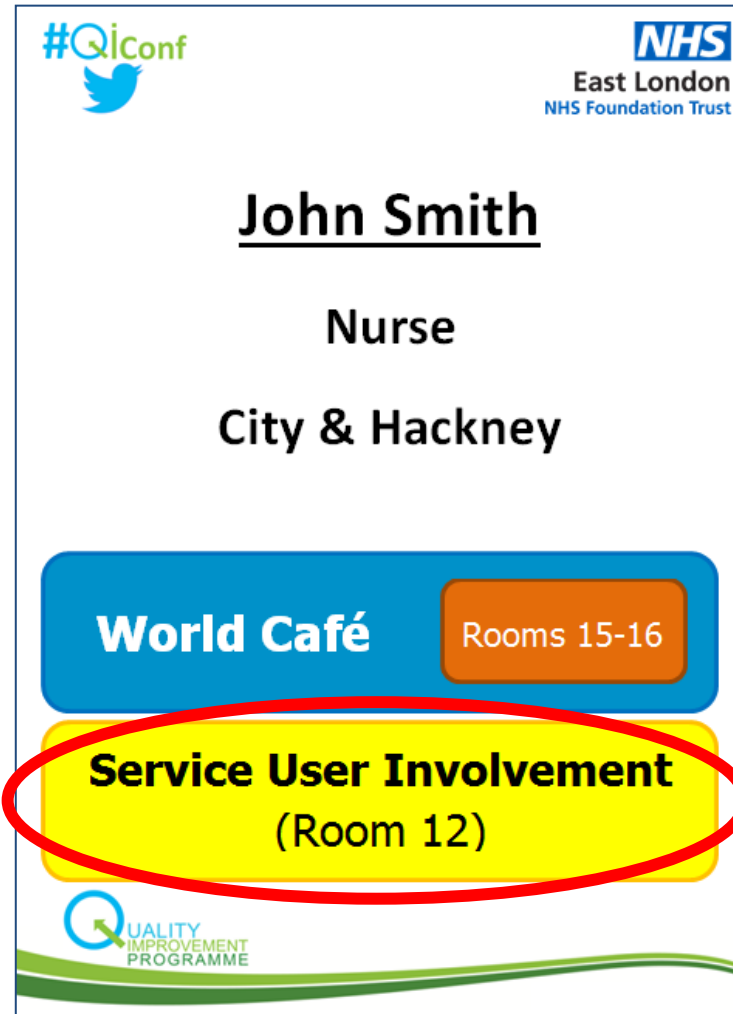 #QiConf
NHS
East London
NHS Foundation Trust
John Smith
Nurse
City & Hackney
World Café
Rooms 15-16
Service User Involvement
(Room 12)
QUALITY
IMPROVEMENT
PROGRAMME